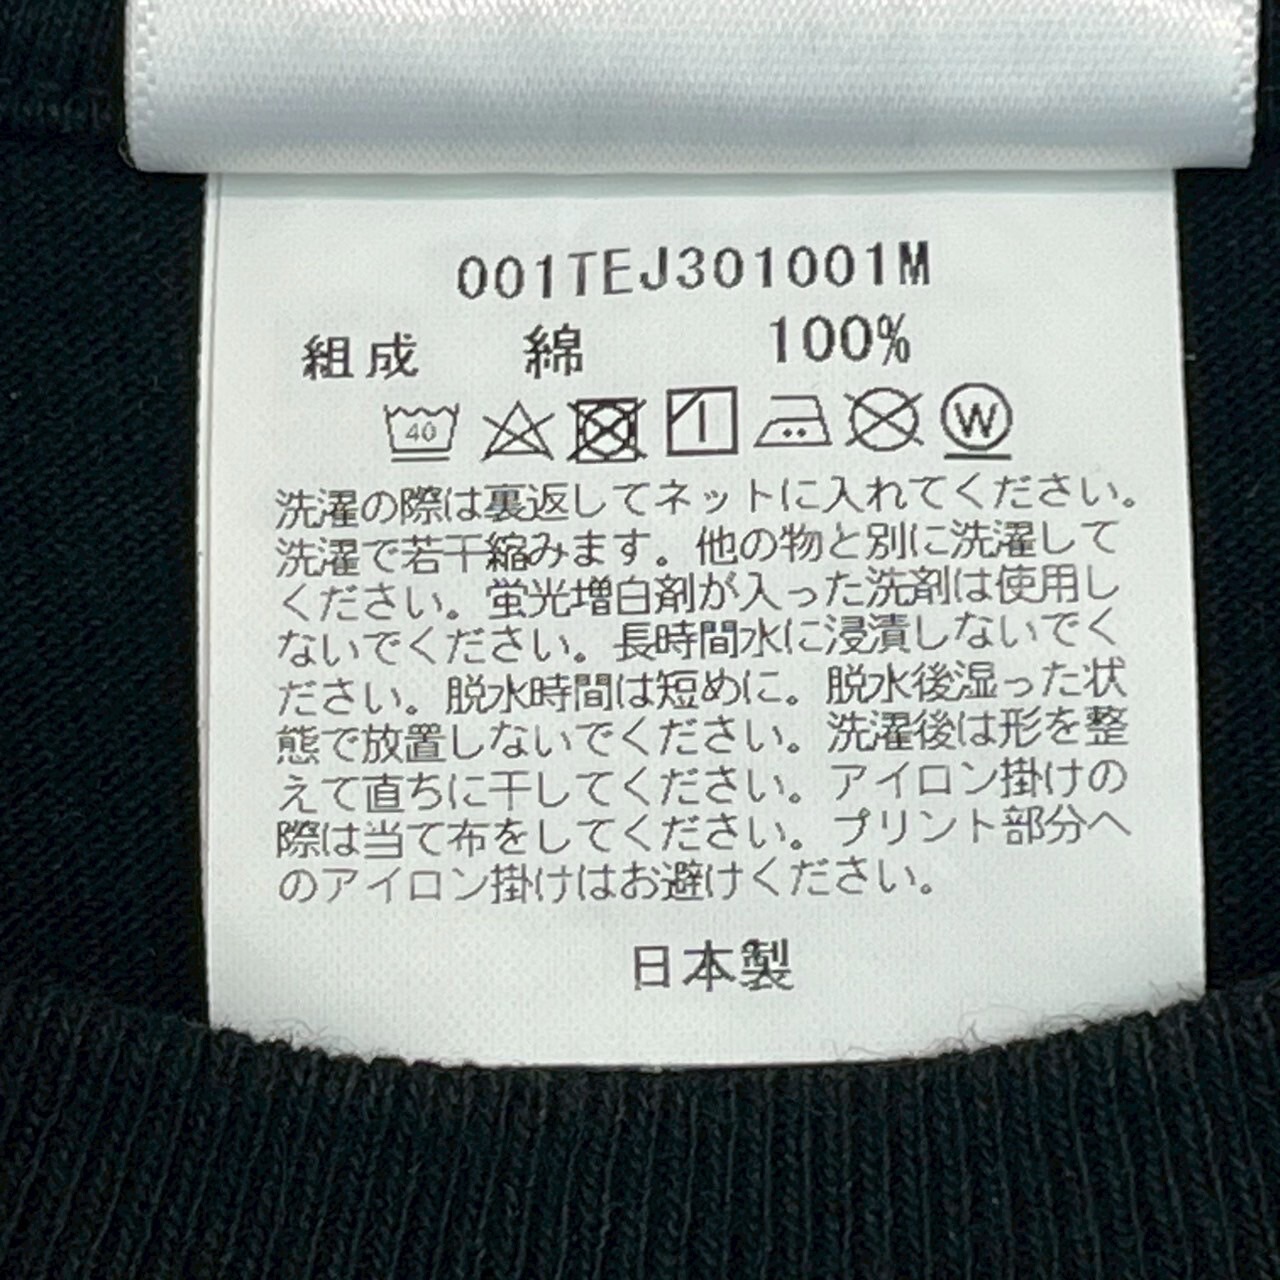 001TEJ301001M
組成 綿 100%
40 W
洗濯の際は裏返してネットに入れてください。
洗濯で若干縮みます。他の物と別に洗濯して
ください。蛍光増白剤が入った洗剤は使用し
ないでください。長時間水に浸漬しないでく
ださい。脱水時間は短めに。脱水後湿った状
態で放置しないでください。洗濯後は形を整
えて直ちに干してください。アイロン掛けの
際は当て布をしてください。プリント部分へ
のアイロン掛けはお避けください。
日本製